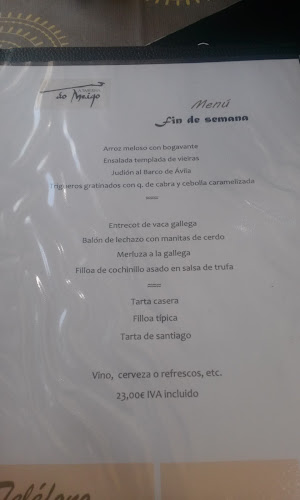 do Meigo
Menú
Fin de semana
Arroz meloso con bogavante
Ensalada templada de vieiras
Judión al Barco de Ávila
Trigueros gratinados con q. de cabra y cebolla caramelizada
===
Entrecot de vaca gallega
Balón de lechazo con manitas de cerdo
Merluza a la gallega
Filloa de cochinillo asado en salsa de trufa
===
Tarta casera
Filloa típica
Tarta de santiago
Vino, cerveza o refrescos, etc.
23,00€ IVA incluido
Teléfono